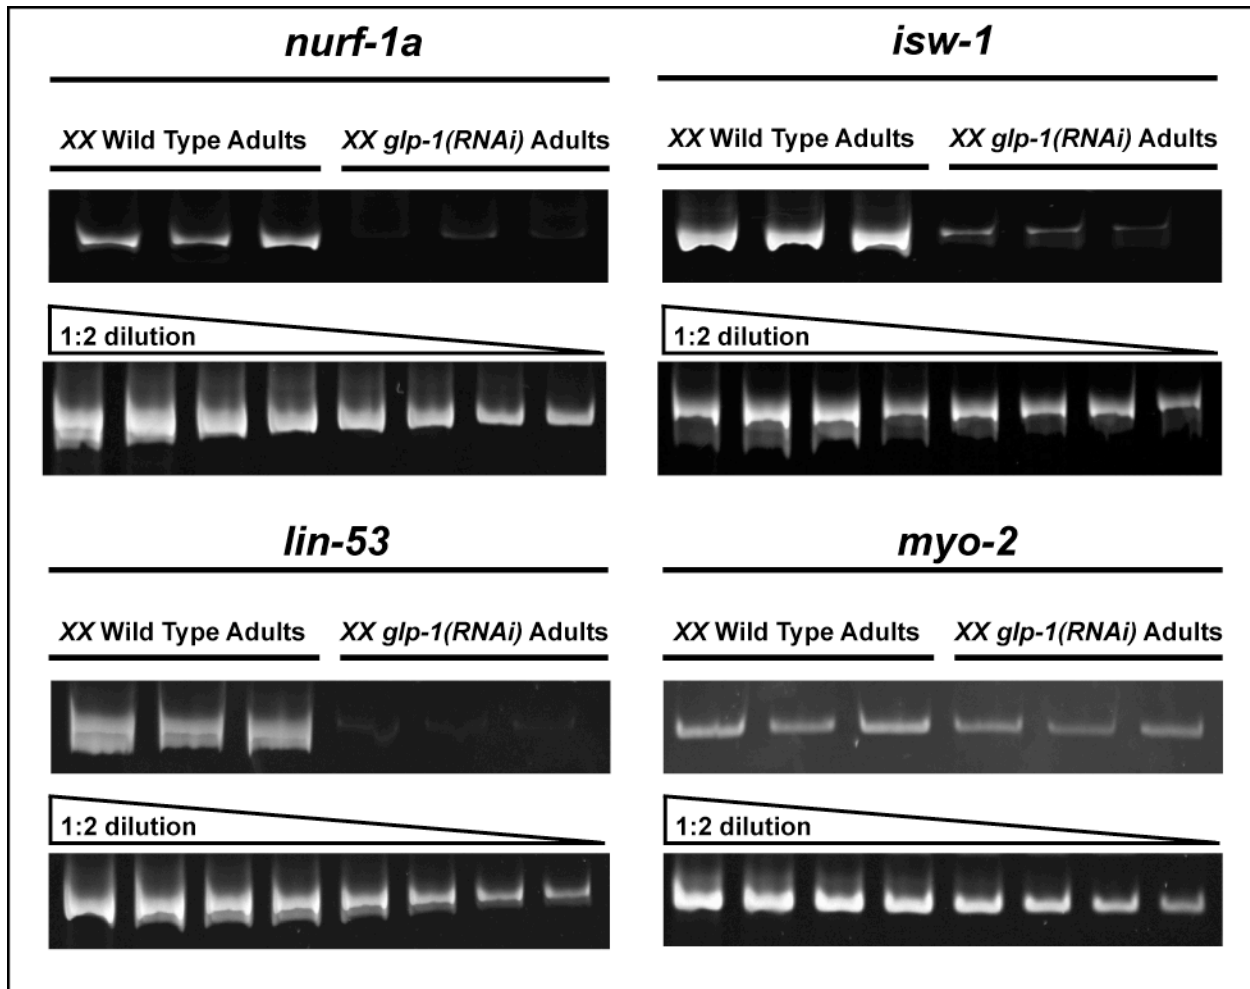 nurf-1a
XX Wild Type Adults XX glp-1(RNAi) Adults
1:2 dilution
isw-1
XX Wild Type Adults XX glp-1(RNAi) Adults
1:2 dilution
lin-53
XX Wild Type Adults XX glp-1(RNAi) Adults
1:2 dilution
myo-2
XX Wild Type Adults XX glp-1(RNAi) Adults
1:2 dilution